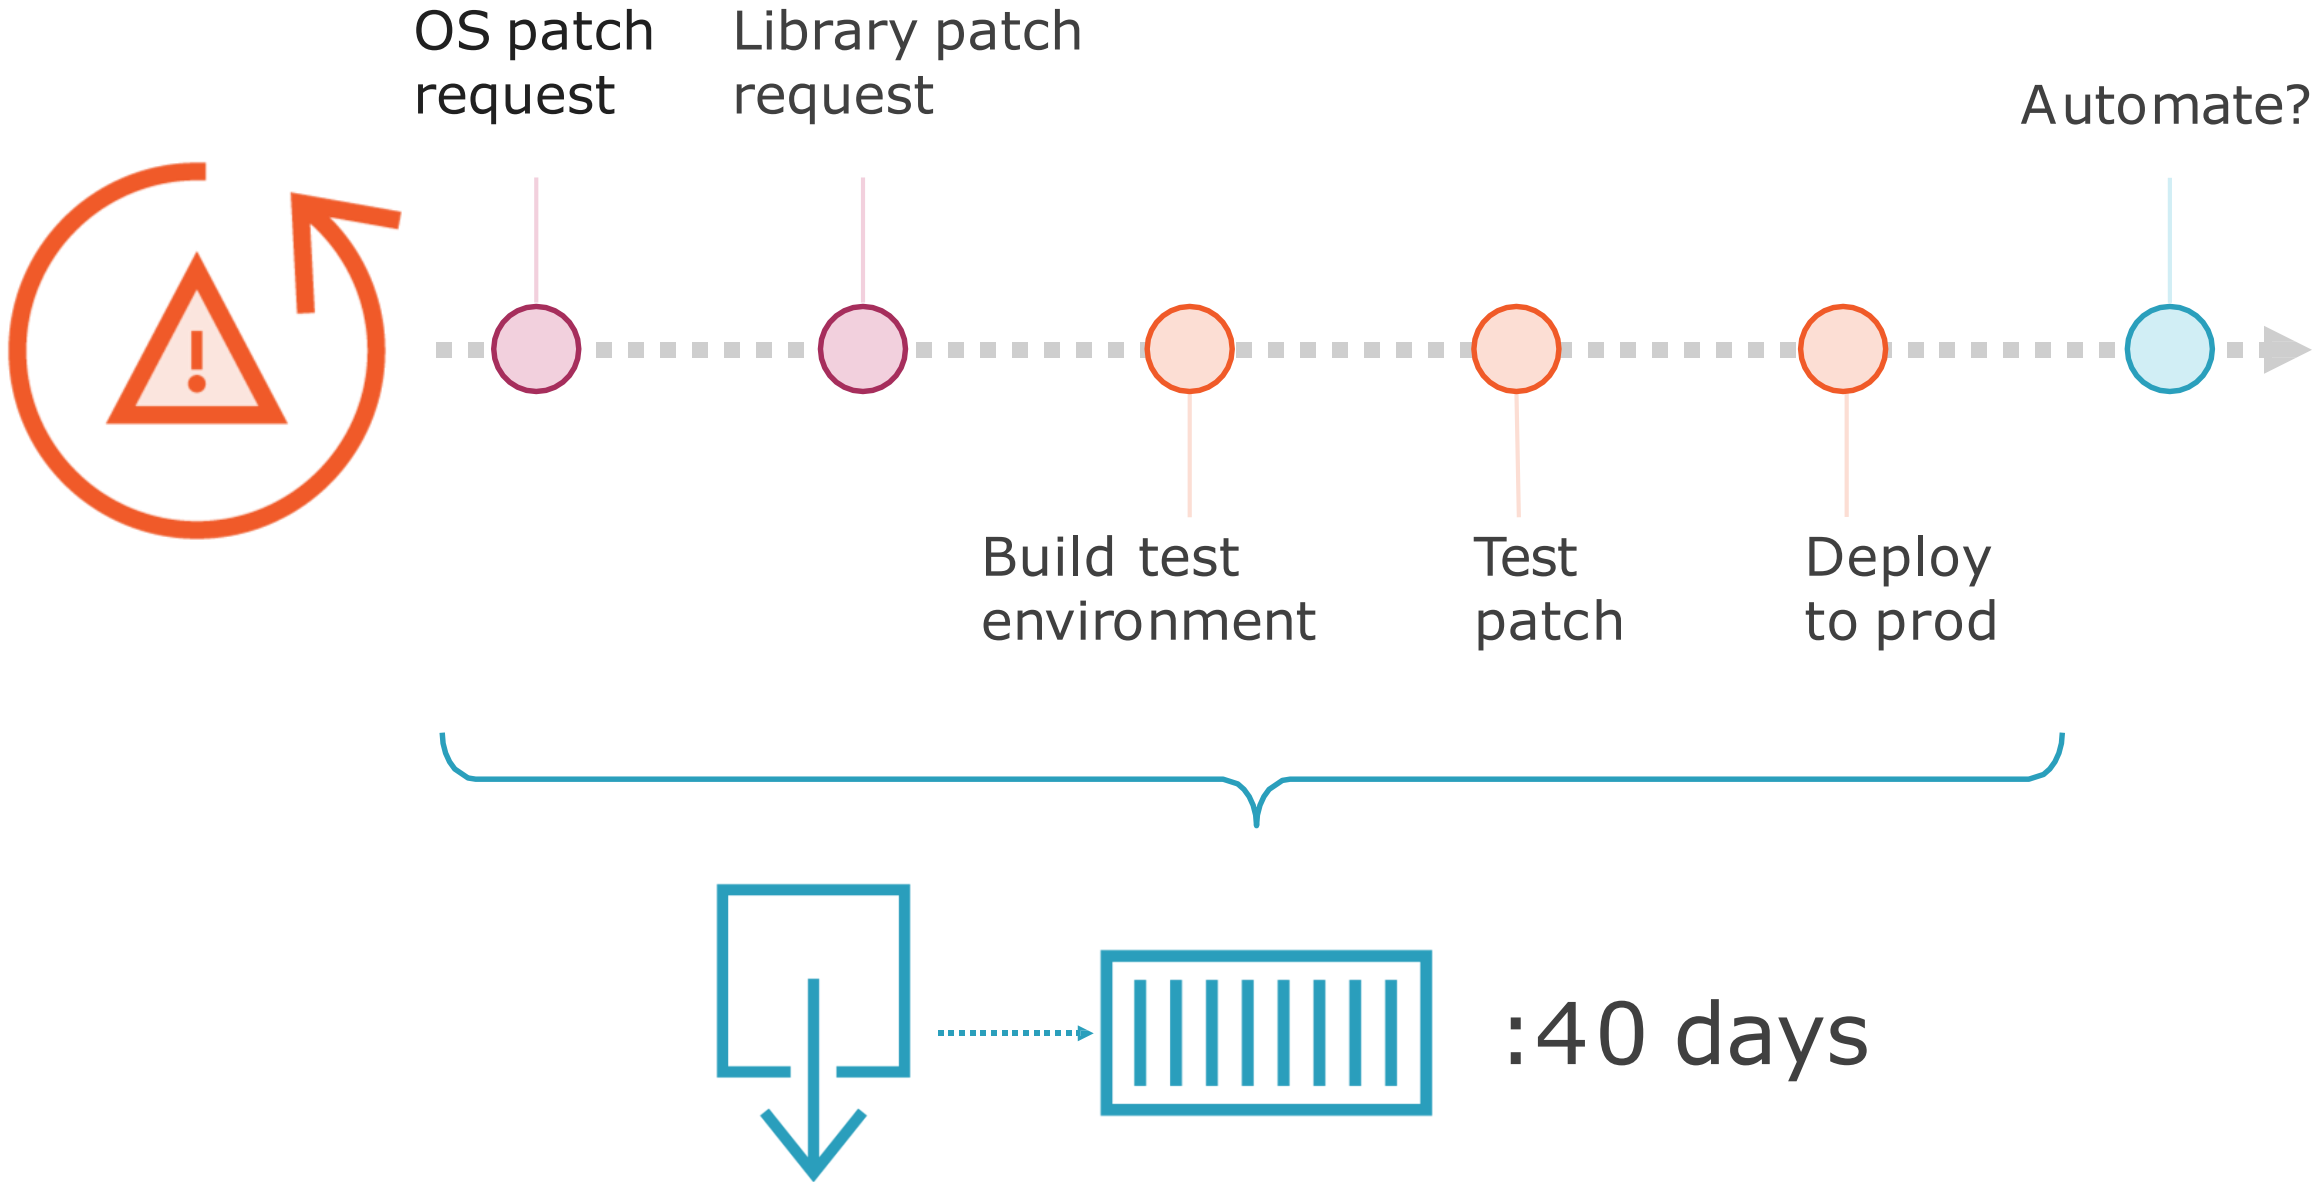 OS patch
request
Library patch
request
Automate?
Build test
environment
Test
patch
Deploy
to prod
:40 days